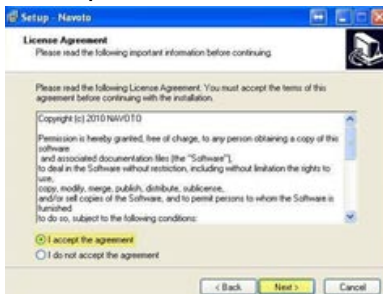 Setup - Navoto
License Agreement
Please read the following important information before continuing.
Please read the following License Agreement. You must accept the terms of this
agreement before continuing with the installation.
Copyright (c) 2010 NAVOTO
Permission is hereby granted, free of charge, to any person obtaining a copy of this
software
and associated documentation files (the "Software"),
to deal in the Software without restriction, including without limitation the rights to
use,
copy, modify, merge, publish, distribute, sublicense,
and/or sell copies of the Software, and to permit persons to whom the Software is
furnished
to do so, subject to the following conditions:
I accept the agreement
I do not accept the agreement
< Back Next > Cancel